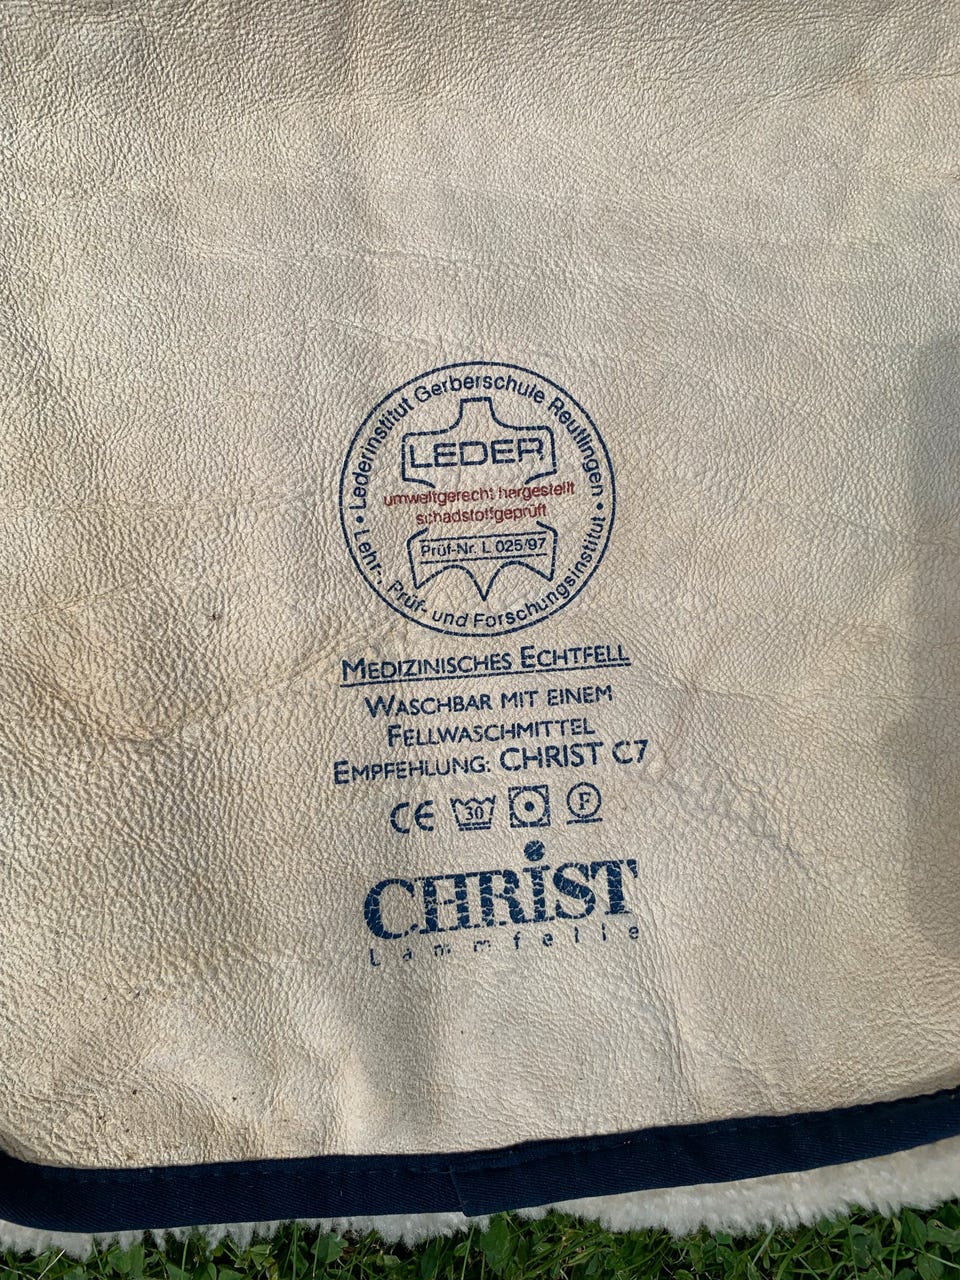 Lederinstitut Gerberschule Reutlingen
LEDER
umweltgerecht hergestellt
schadstoffgeprüft
Prüf-Nr. L 025/97
• Lehr-, Prüf- und Forschungsinstitut •
MEDIZINISCHES ECHTFELL
WASCHBAR MIT EINEM
FELLWASCHMITTEL
EMPFEHLUNG: CHRIST C7
CE 30 F
CHRiST
Lammfelle